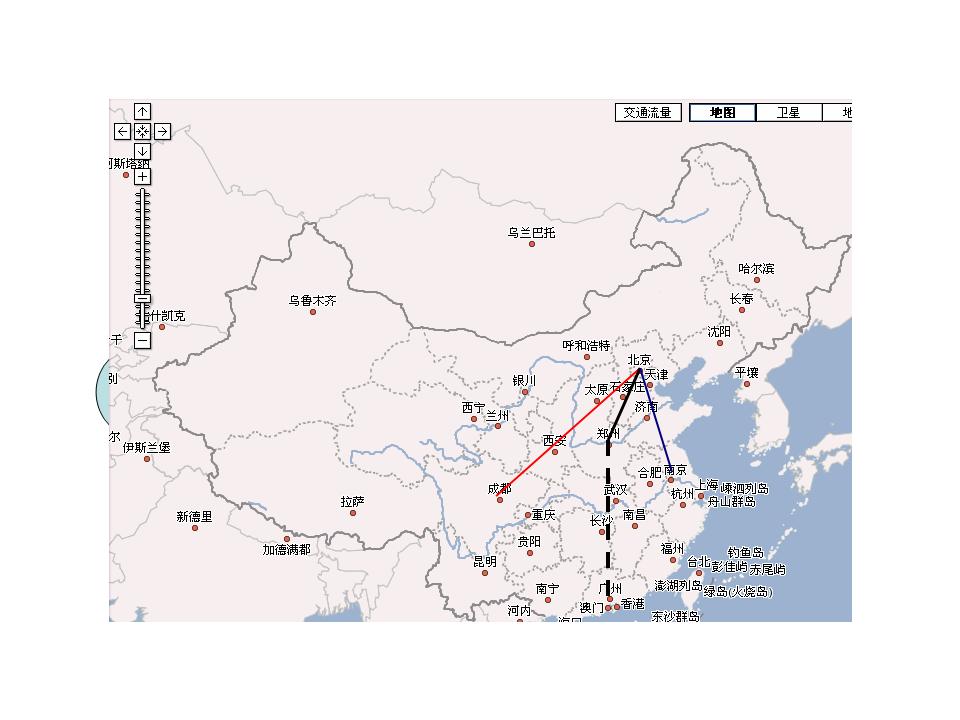 交通流量
地图
卫星
阿斯塔纳
乌兰巴托
哈尔滨
长春
乌鲁木齐
什凯克
沈阳
呼和浩特
北京
平壤
天津
银川
太原
石家庄
西宁
兰州
济南
郑州
西安
伊斯兰堡
成都
合肥
南京
上海
嵊泗列岛
拉萨
武汉
杭州
舟山群岛
新德里
重庆
长沙
南昌
加德满都
贵阳
福州
钓鱼岛
昆明
台北
彭佳屿
赤尾屿
南宁
广州
澎湖列岛
绿岛(火烧岛)
河内
澳门
香港
东沙群岛
海口